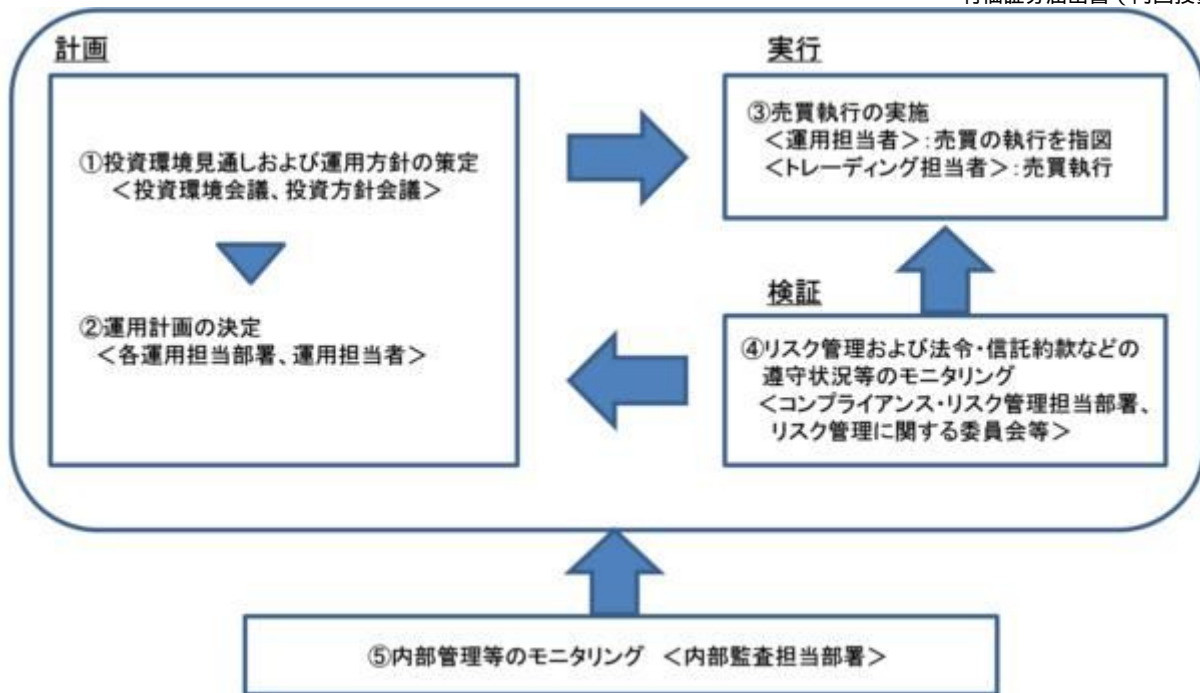 計画
①投資環境見通しおよび運用方針の策定
<投資環境会議、投資方針会議>
②運用計画の決定
<各運用担当部署、運用担当者>
実行
③売買執行の実施
<運用担当者>:売買の執行を指図
<トレーディング担当者>:売買執行
検証
④リスク管理および法令・信託約款などの
遵守状況等のモニタリング
<コンプライアンス・リスク管理担当部署、
リスク管理に関する委員会等>
⑤内部管理等のモニタリング <内部監査担当部署>